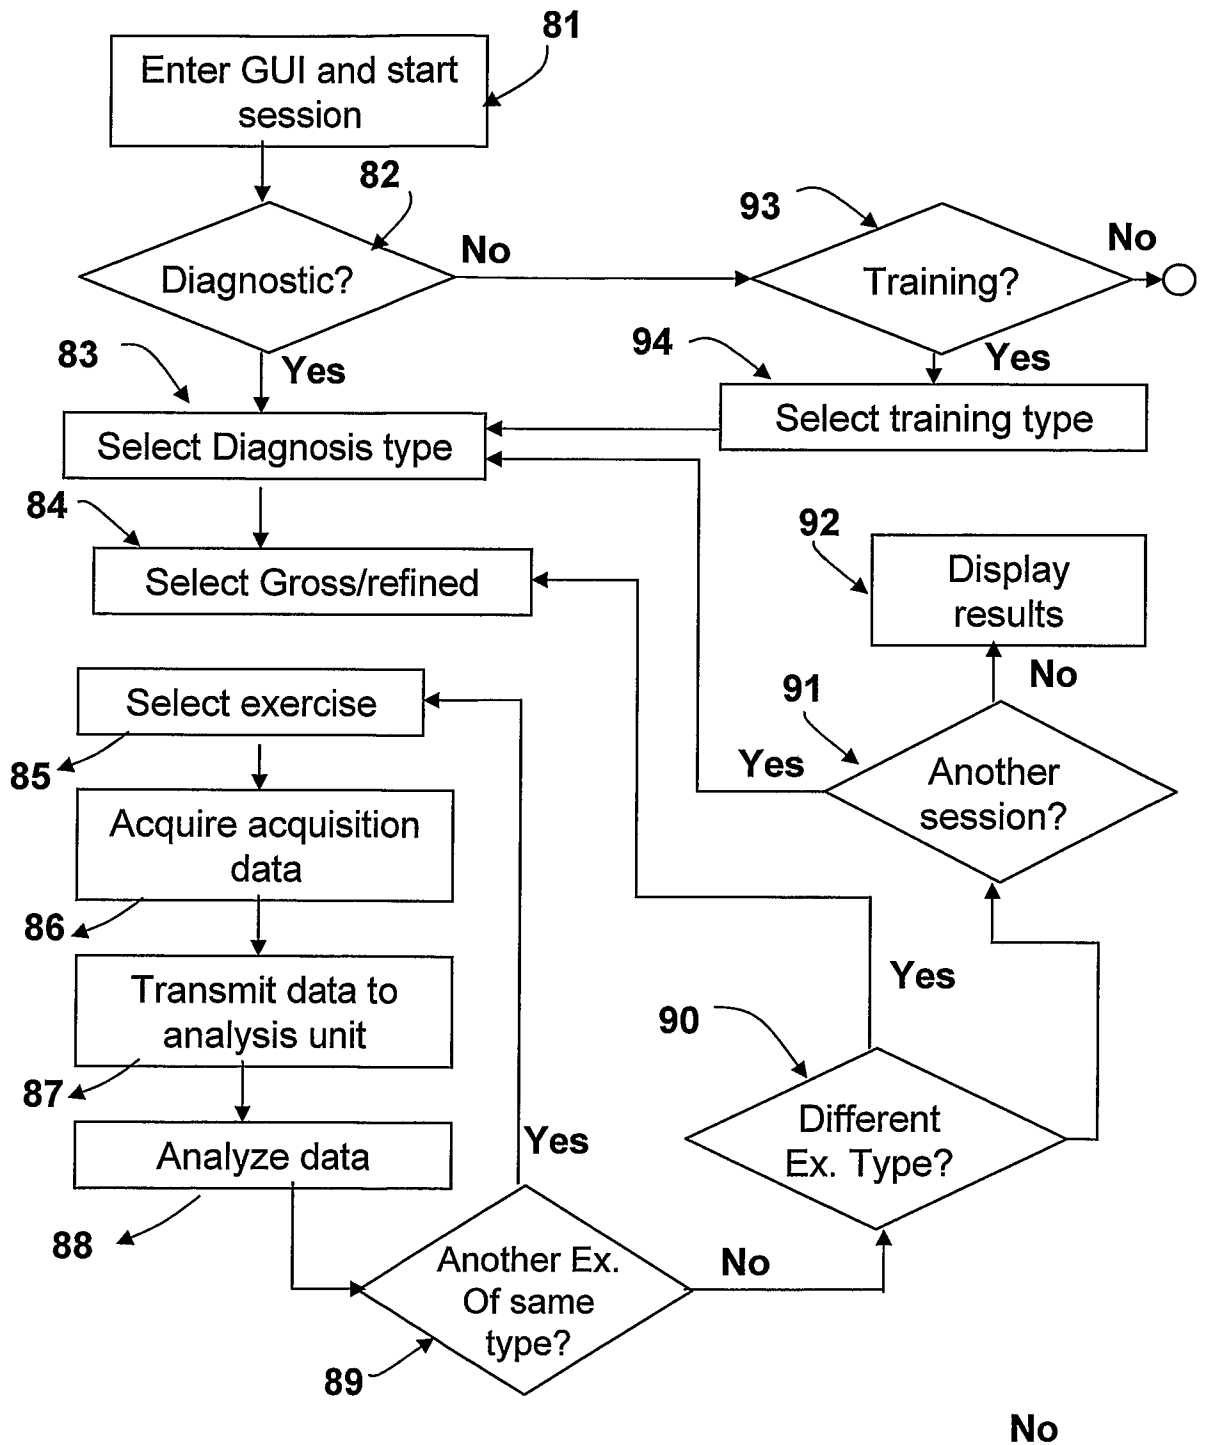 81
Enter GUI and start
session
82
93
No
No
Diagnostic?
Training?
83
Yes
94
Yes
Select Diagnosis type
Select training type
84
92
Select Gross/refined
Display
results
No
91
Select exercise
85
Yes
Another
session?
Acquire acquisition
data
86
Yes
Transmit data to
analysis unit
90
87
Different
Ex. Type?
Yes
Analyze data
88
Another Ex.
Of same
type?
No
89
No